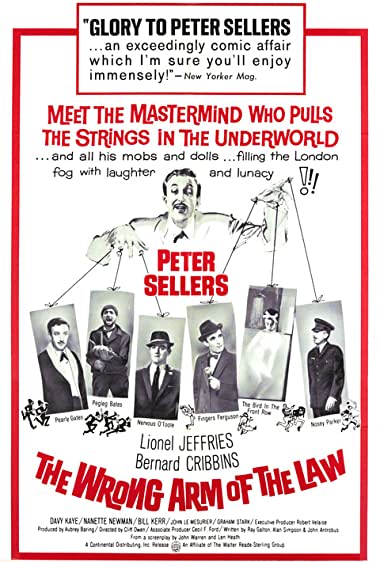 "GLORY TO PETER SELLERS
...an exceedingly comic affair
which I'm sure you'll enjoy
immensely!"—New Yorker Mag.
MEET THE MASTERMIND WHO PULLS
THE STRINGS IN THE UNDERWORLD
...and all his mobs and dolls ...filling the London
fog with laughter and lunacy !!!
PETER
SELLERS
Pearly Gates
Pegleg Bates
Nervous O'Toole
Fingers Ferguson
The Bird In The
Front Row
Nosey Parker
Lionel JEFFRIES
Bernard CRIBBINS
THE WRONG ARM OF THE LAW
DAVY KAYE/NANETTE NEWMAN/BILL KERR/JOHN LE MESURIER/GRAHAM STARK/Executive Producer Robert Velaise
Produced by Aubrey Baring/Directed by Cliff Owen/Associate Producer Cecil F. Ford/Written by Ray Galton, Alan Simpson & John Antrobus
From a screenplay by John Warren and Len Heath
A Continental Distributing, Inc. Release An Affiliate of The Walter Reade-Sterling Group.